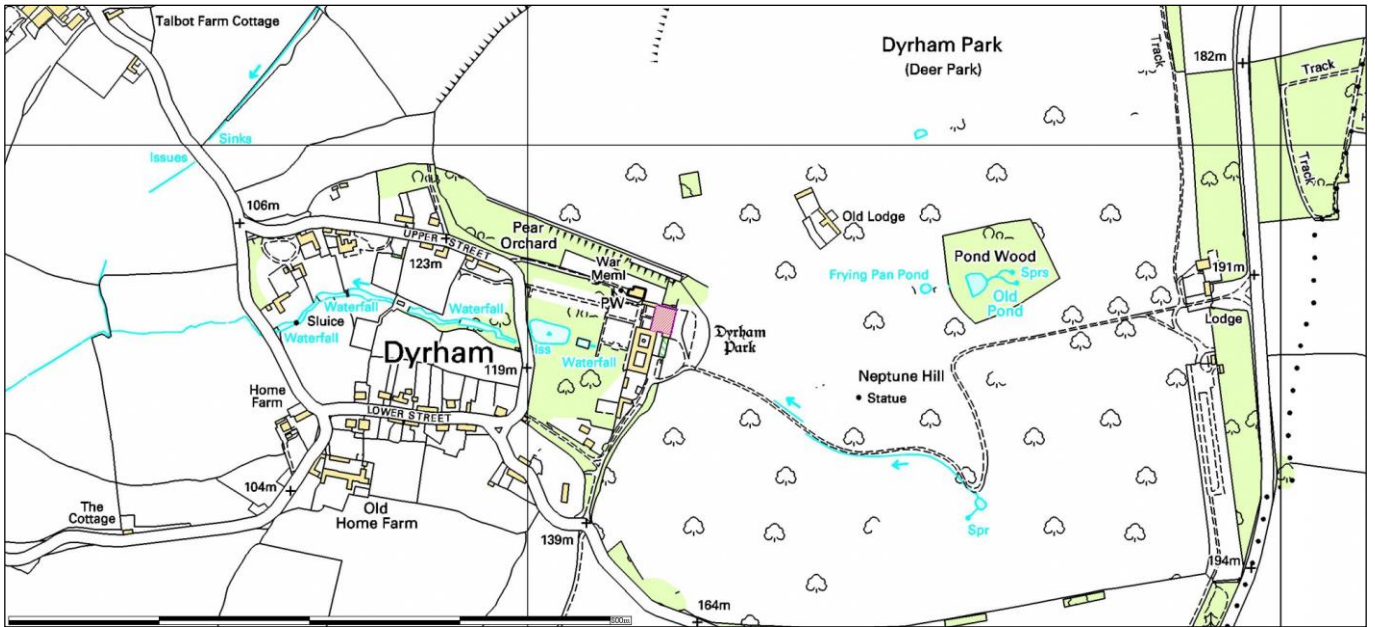 Talbot Farm Cottage
Dyrham Park
(Deer Park)
Track
182m
Track
Track
H
Sinks
Issues
106m
UPPER STREET
123m
Pear
Orchard
War
Meml
PW
Old Lodge
Pond Wood
Frying Pan Pond
Sprs
Old
Pond
191m
Lodge
Waterfall
Waterfall
Sluice
Waterfall
Iss
Waterfall
Dyrham
Park
Dyrham
119m
Neptune Hill
Statue
Home
Farm
LOWER STREET
104m
The
Cottage
Old
Home Farm
139m
Spr
194m
164m